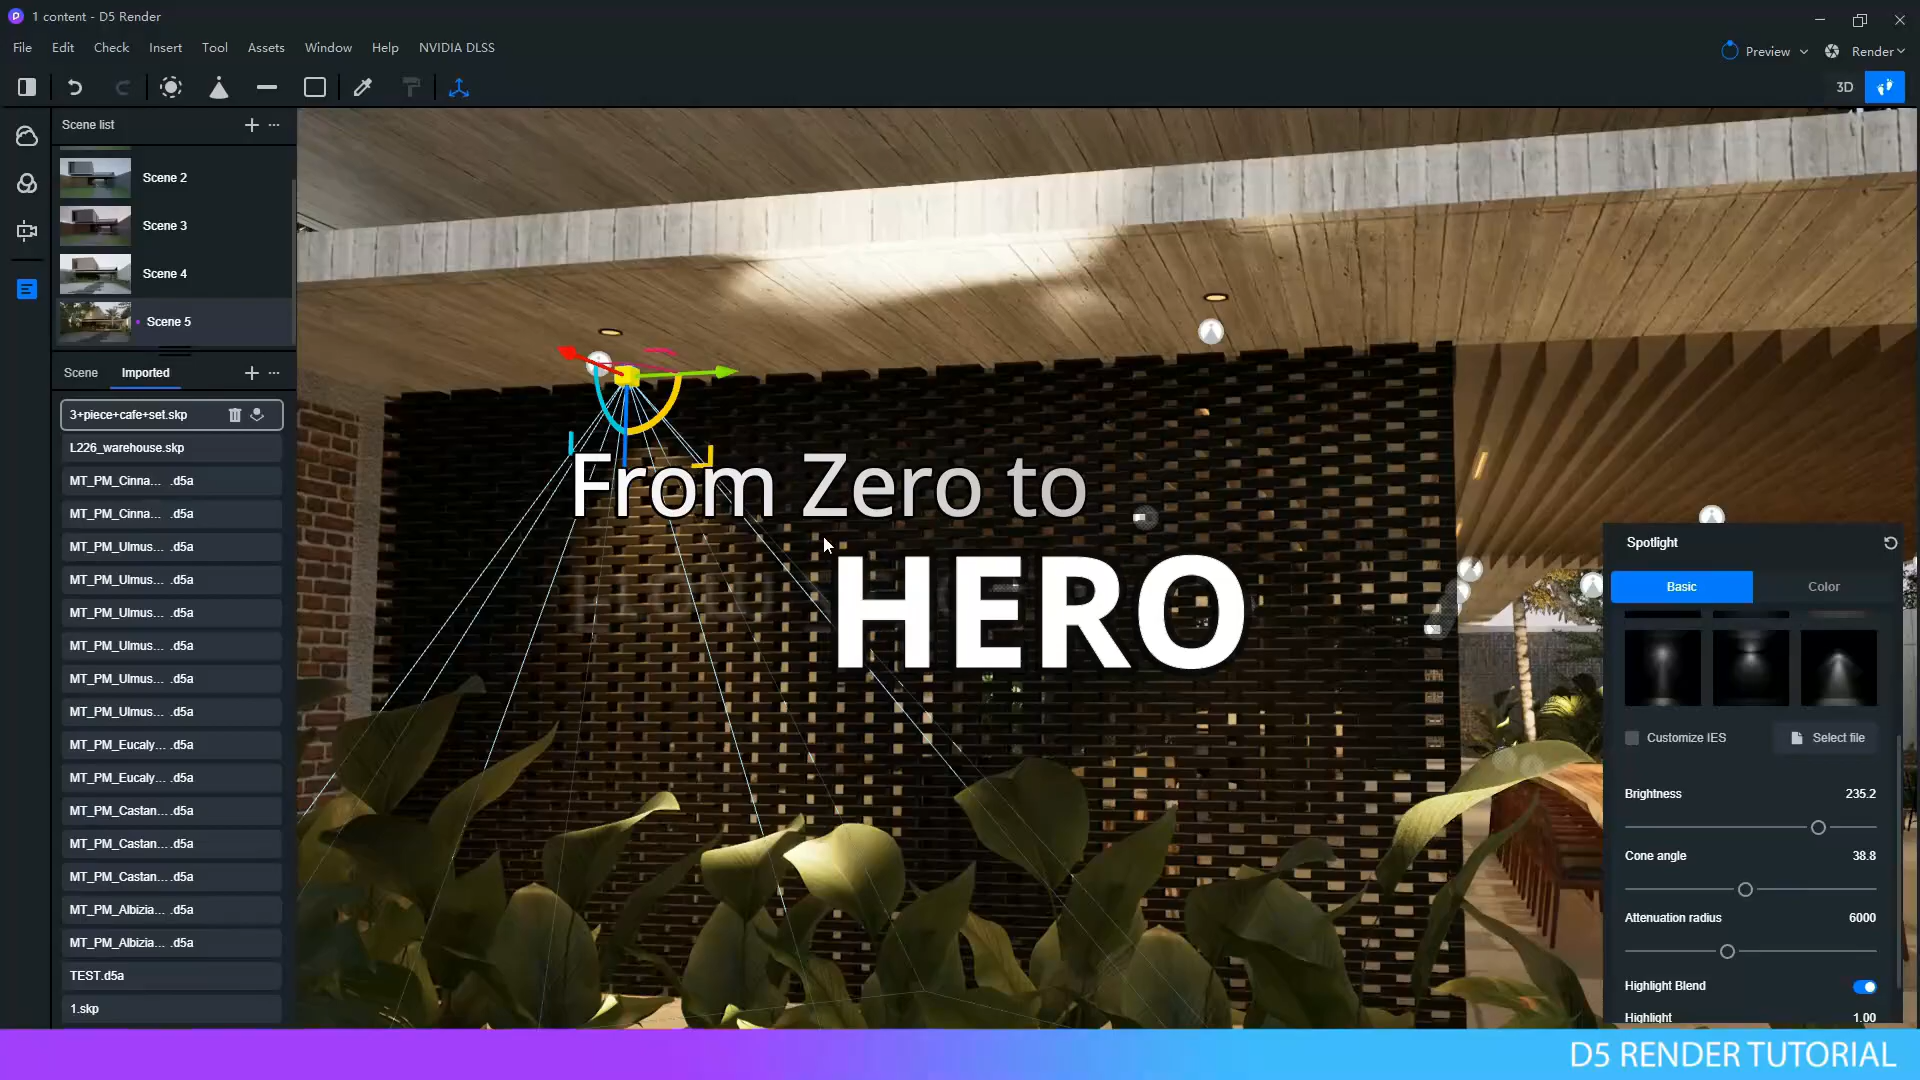 1 content - D5 Render
File Edit Check Insert Tool Assets Window Help NVIDIA DLSS
Preview Render
3D
Scene list
Scene 2
Scene 3
Scene 4
Scene 5
Scene Imported
3+piece+cafe+set.skp
L226_warehouse.skp
MT_PM_Cinna... .d5a
MT_PM_Cinna... .d5a
MT_PM_Ulmus... .d5a
MT_PM_Ulmus... .d5a
MT_PM_Ulmus... .d5a
MT_PM_Ulmus... .d5a
MT_PM_Ulmus... .d5a
MT_PM_Ulmus... .d5a
MT_PM_Eucaly... .d5a
MT_PM_Eucaly... .d5a
MT_PM_Castan... .d5a
MT_PM_Castan... .d5a
MT_PM_Castan... .d5a
MT_PM_Albizia... .d5a
MT_PM_Albizia... .d5a
TEST.d5a
1.skp
From Zero to
HERO
Spotlight
Basic Color
Customize IES Select file
Brightness 235.2
Cone angle 38.8
Attenuation radius 6000
Highlight Blend
Highlight 1.00
D5 RENDER TUTORIAL